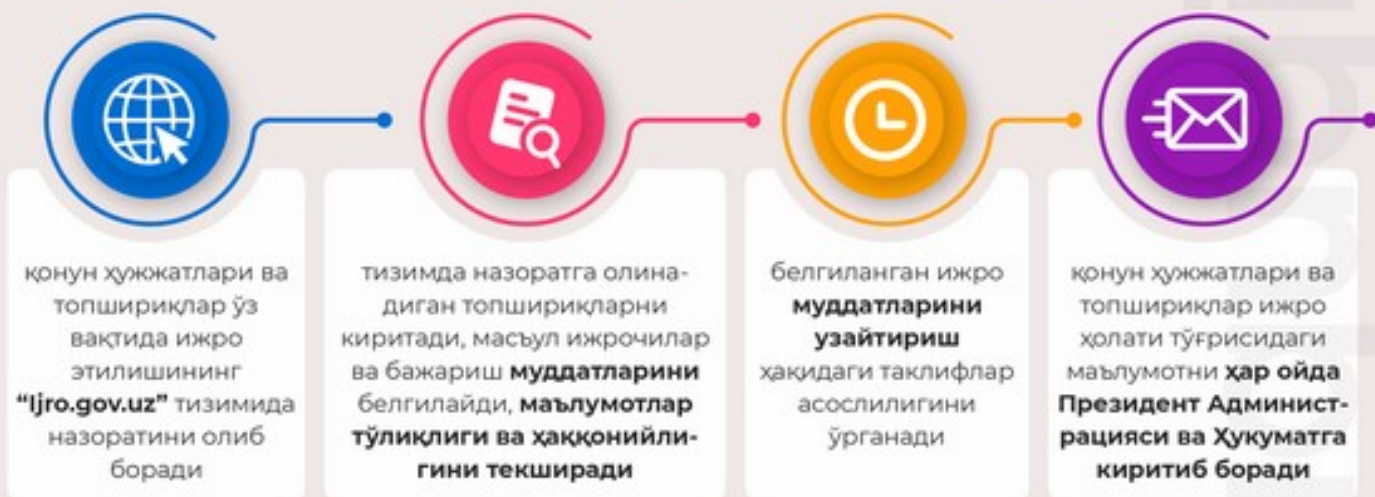 қонун ҳужжатлари ва
топшириқлар ўз
вақтида ижро
этилишининг
“Ijro.gov.uz” тизимида
назоратини олиб
боради
тизимда назоратга олина-
диган топшириқларни
киритади, масъул ижрочилар
ва бажариш муддатларини
белгилайди, маълумотлар
тўлиқлиги ва ҳаққонийли-
гини текширади
белгиланган ижро
муддатларини
узайтириш
ҳақидаги таклифлар
асослилигини
ўрганади
қонун ҳужжатлари ва
топшириқлар ижро
ҳолати тўғрисидаги
маълумотни ҳар ойда
Президент Админист-
рацияси ва Ҳукуматга
киритиб боради